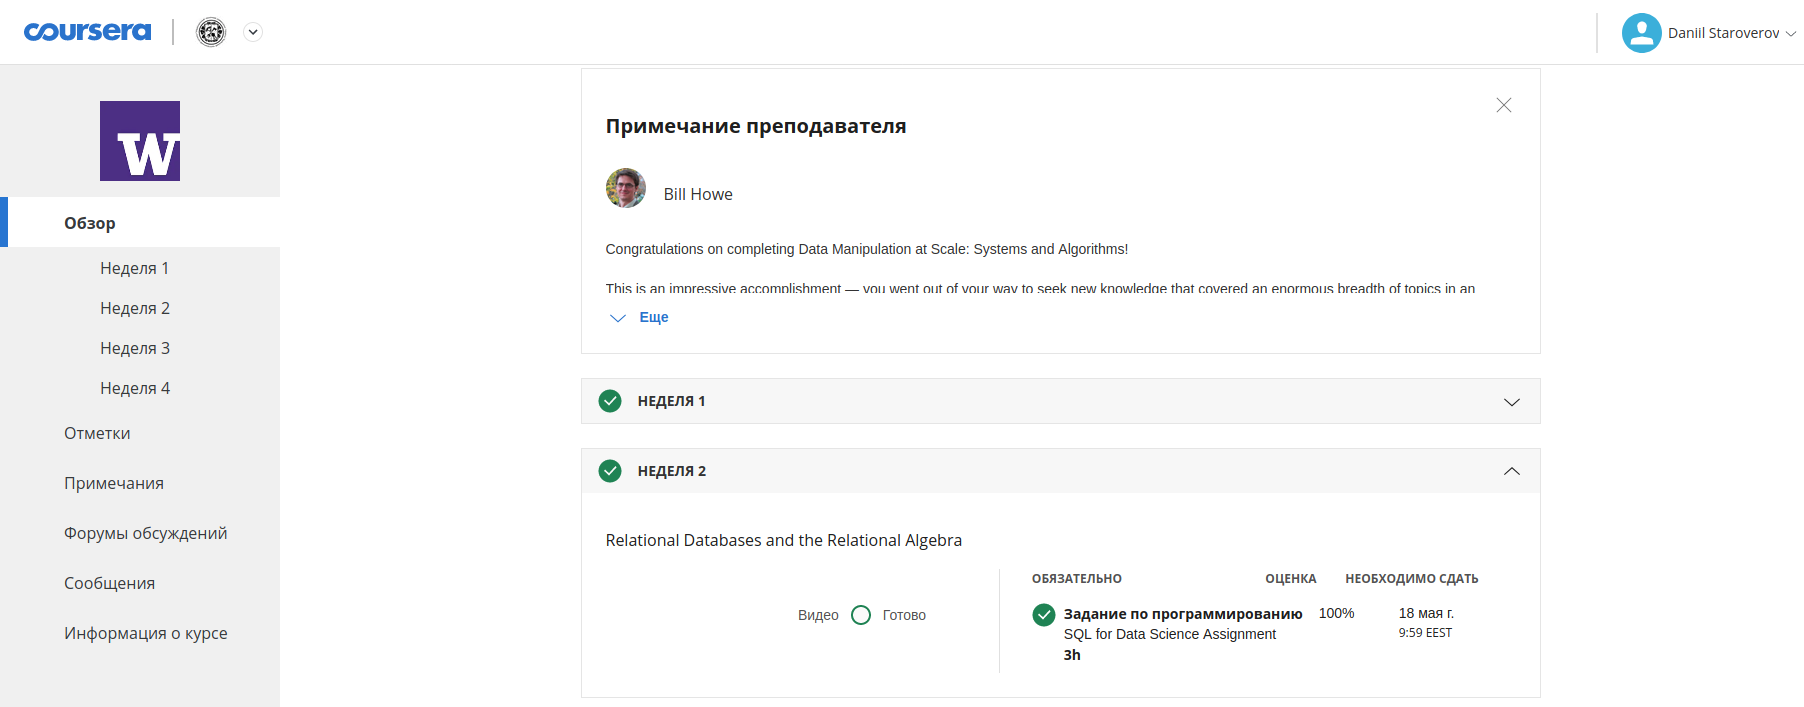 coursera
Daniil Staroverov
W
Обзор
Неделя 1
Неделя 2
Неделя 3
Неделя 4
Отметки
Примечания
Форумы обсуждений
Сообщения
Информация о курсе
Примечание преподавателя
Bill Howe
Congratulations on completing Data Manipulation at Scale: Systems and Algorithms!
This is an impressive accomplishment — you went out of your way to seek new knowledge that covered an enormous breadth of topics in an
Еще
НЕДЕЛЯ 1
НЕДЕЛЯ 2
Relational Databases and the Relational Algebra
Видео Готово
ОБЯЗАТЕЛЬНО ОЦЕНКА НЕОБХОДИМО СДАТЬ
Задание по программированию 100% 18 мая г.
SQL for Data Science Assignment 9:59 EEST
3h